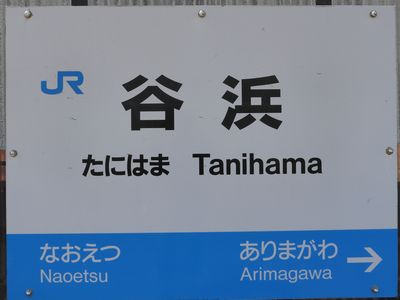 JR
谷浜
たにはま Tanihama
なおえつ ありまがわ →
Naoetsu Arimagawa